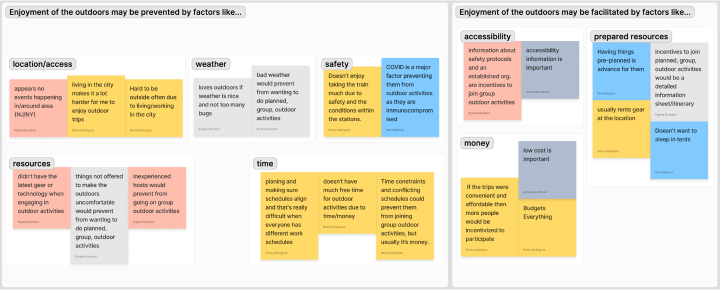 Enjoyment of the outdoors may be prevented by factors like...
location/access
appears no
events happening
in/around area
(NJ/NY)
living in the city
makes it a lot
harder for me to
enjoy outdoor
trips
Hard to be
outside often due
to living/working
in the city
weather
loves outdoors if
weather is nice
and not too many
bugs
bad weather
would prevent
from wanting to
do planned,
group, outdoor
activities
safety
Doesn't enjoy
taking the train
much due to
safety and the
conditions within
the stations.
COVID is a major
factor preventing
them from
outdoor activities
as they are
immunocomprom
ised
resources
didn't have the
latest gear or
technology when
engaging in
outdoor activities
things not offered
to make the
outdoors
uncomfortable
would prevent
from wanting to
do planned,
group, outdoor
activities
inexperienced
hosts would
prevent from
going on group
outdoor activities
time
planing and
making sure
schedules align
and that's really
difficult when
everyone has
different work
schedules
doesn't have
much free time
for outdoor
activities due to
time/money
Time constraints
and conflicting
schedules could
prevent them
from joining
group outdoor
activities, but
usually it's money.
Enjoyment of the outdoors may be facilitated by factors like...
accessibility
information about
safety protocols
and an
established org.
are incentives to
join group
outdoor activities
accessibility
information is
important
prepared resources
Having things
pre-planned is
advance for them
incentives to join
planned, group,
outdoor activities
would be a
detailed
information
sheet/itinerary
usually rents gear
at the location
Doesn't want to
sleep in tents
money
low cost is
important
If the trips were
convenient and
affordable then
more people
would be
incentivized to
participate
Budgets
Everything